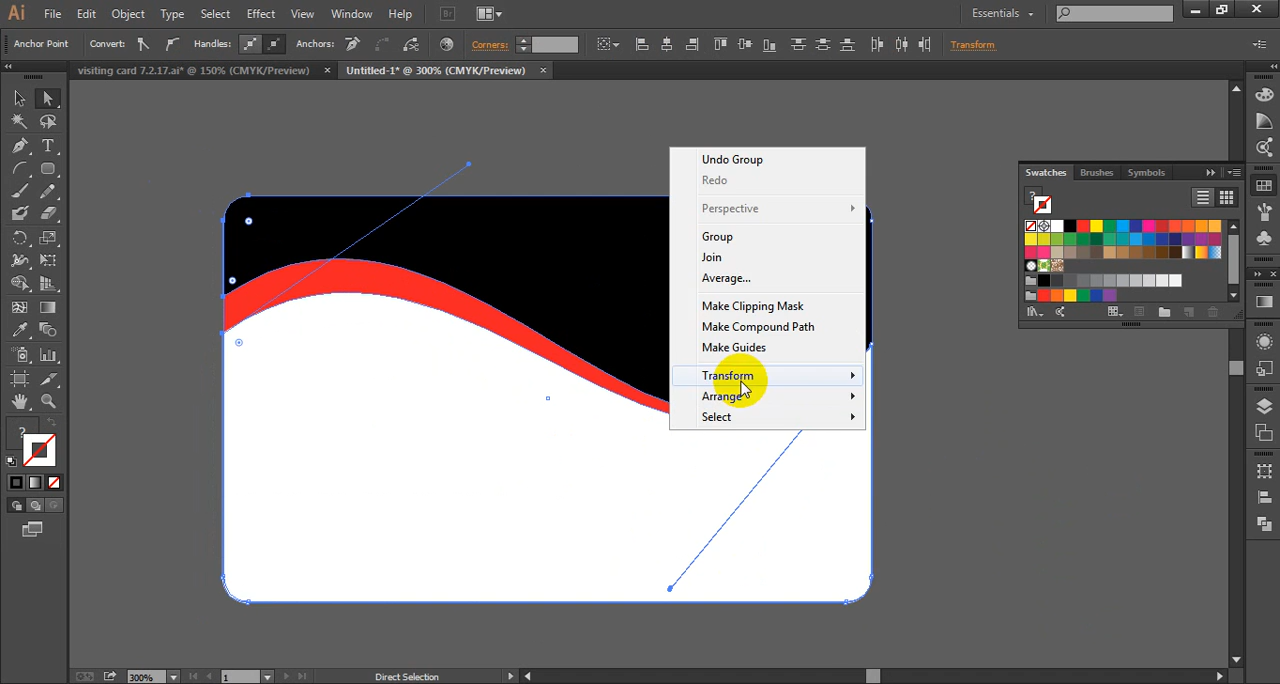 Ai File Edit Object Type Select Effect View Window Help Br Essentials
Anchor Point Convert: Handles: Anchors: Corners: Transform
visiting card 7.2.17.ai* @ 150% (CMYK/Preview) × Untitled-1* @ 300% (CMYK/Preview) ×
Undo Group
Redo
Perspective
Group
Join
Average...
Make Clipping Mask
Make Compound Path
Make Guides
Transform
Arrange
Select
Swatches Brushes Symbols
?
T
?
300% 1 Direct Selection